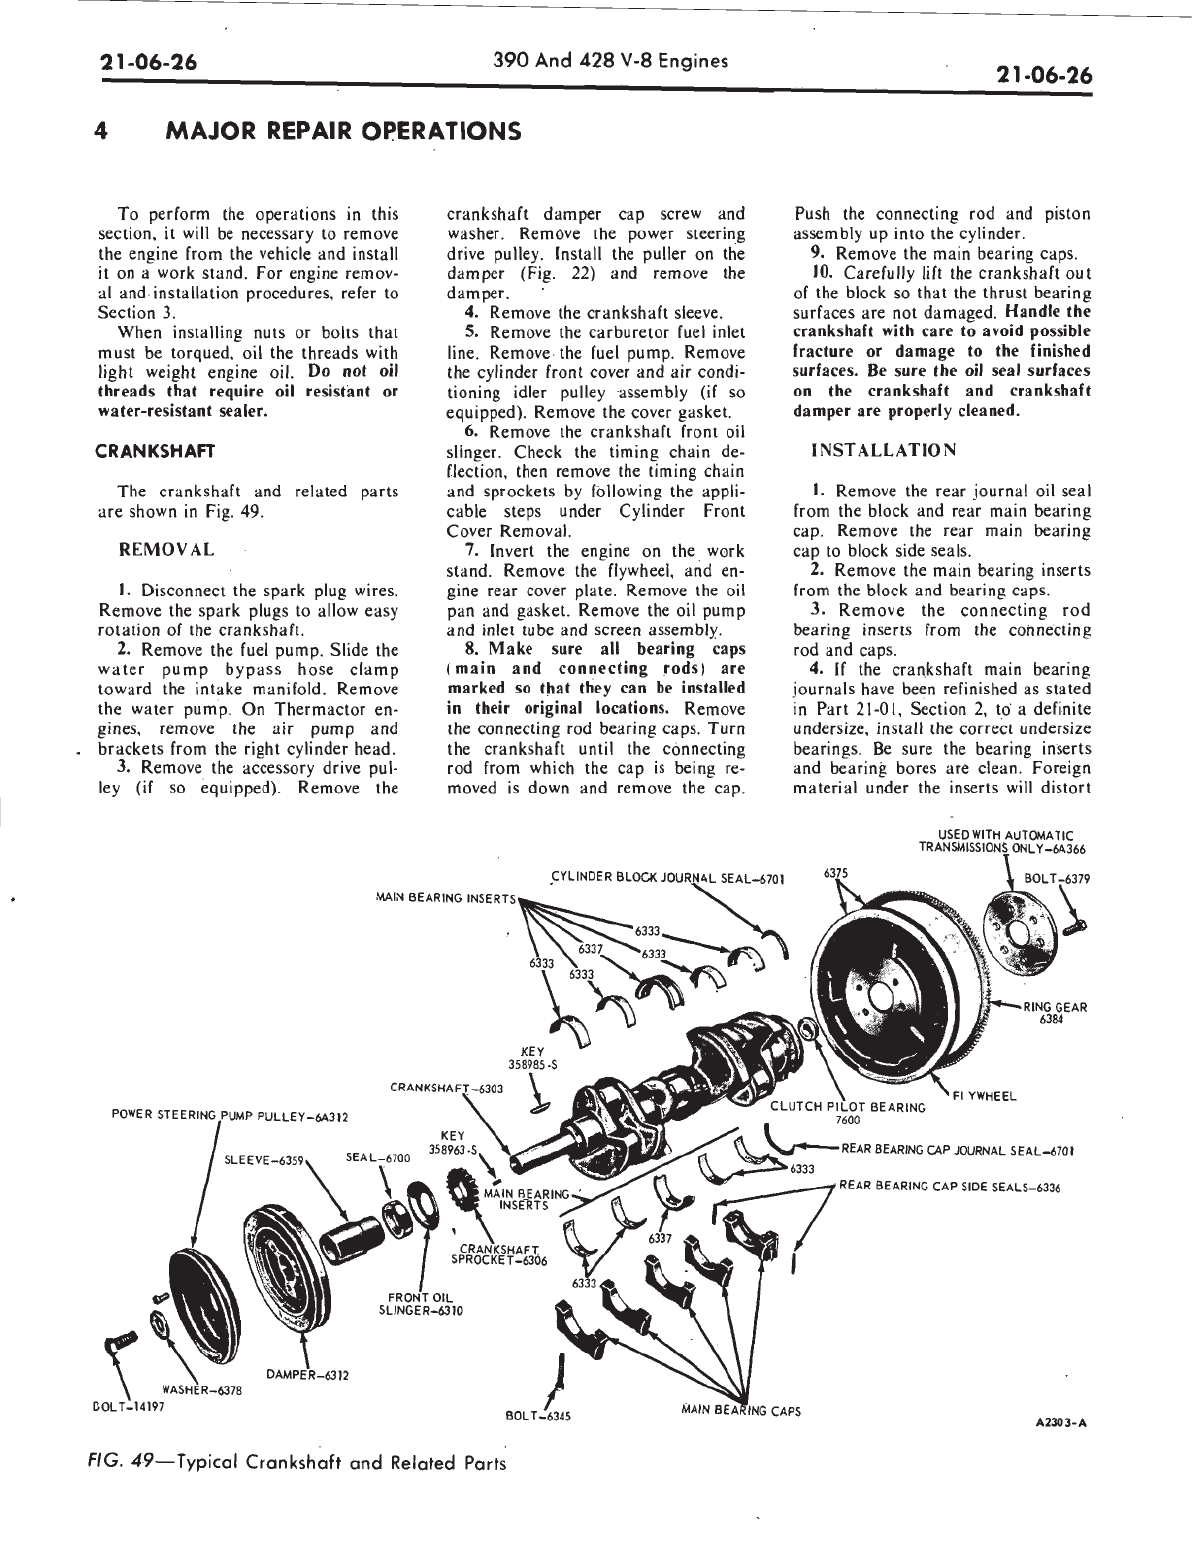 21-06-26
390 And 428 V-8 Engines
21-06-26
4 MAJOR REPAIR OPERATIONS
To perform the operations in this
section, it will be necessary to remove
the engine from the vehicle and install
it on a work stand. For engine remov-
al and installation procedures, refer to
Section 3.
When installing nuts or bolts that
must be torqued, oil the threads with
light weight engine oil. Do not oil
threads that require oil resistant or
water-resistant sealer.
CRANKSHAFT
The crankshaft and related parts
are shown in Fig. 49.
REMOVAL
1. Disconnect the spark plug wires.
Remove the spark plugs to allow easy
rotation of the crankshaft.
2. Remove the fuel pump. Slide the
water pump bypass hose clamp
toward the intake manifold. Remove
the water pump. On Thermactor en-
gines, remove the air pump and
brackets from the right cylinder head.
3. Remove the accessory drive pul-
ley (if so equipped). Remove the
crankshaft damper cap screw and
washer. Remove the power steering
drive pulley. Install the puller on the
damper (Fig. 22) and remove the
damper.
4. Remove the crankshaft sleeve.
5. Remove the carburetor fuel inlet
line. Remove the fuel pump. Remove
the cylinder front cover and air condi-
tioning idler pulley assembly (if so
equipped). Remove the cover gasket.
6. Remove the crankshaft front oil
slinger. Check the timing chain de-
flection, then remove the timing chain
and sprockets by following the appli-
cable steps under Cylinder Front
Cover Removal.
7. Invert the engine on the work
stand. Remove the flywheel, and en-
gine rear cover plate. Remove the oil
pan and gasket. Remove the oil pump
and inlet tube and screen assembly.
8. Make sure all bearing caps
(main and connecting rods) are
marked so that they can be installed
in their original locations. Remove
the connecting rod bearing caps. Turn
the crankshaft until the connecting
rod from which the cap is being re-
moved is down and remove the cap.
Push the connecting rod and piston
assembly up into the cylinder.
9. Remove the main bearing caps.
10. Carefully lift the crankshaft out
of the block so that the thrust bearing
surfaces are not damaged. Handle the
crankshaft with care to avoid possible
fracture or damage to the finished
surfaces. Be sure the oil seal surfaces
on the crankshaft and crankshaft
damper are properly cleaned.
INSTALLATION
1. Remove the rear journal oil seal
from the block and rear main bearing
cap. Remove the rear main bearing
cap to block side seals.
2. Remove the main bearing inserts
from the block and bearing caps.
3. Remove the connecting rod
bearing inserts from the connecting
rod and caps.
4. If the crankshaft main bearing
journals have been refinished as stated
in Part 21-01, Section 2, to a definite
undersize, install the correct undersize
bearings. Be sure the bearing inserts
and bearing bores are clean. Foreign
material under the inserts will distort
USED WITH AUTOMATIC
TRANSMISSIONS ONLY–6A366
CYLINDER BLOCK JOURNAL SEAL–6701
6375
BOLT–6379
MAIN BEARING INSERTS
6333
6337
6333
6333
6333
RING GEAR
6384
KEY
358985-S
CRANKSHAFT–6303
FLYWHEEL
CLUTCH PILOT BEARING
7600
POWER STEERING PUMP PULLEY–6A312
KEY
358963-S
SLEEVE–6359
SEAL–6700
REAR BEARING CAP JOURNAL SEAL–6701
6333
REAR BEARING CAP SIDE SEALS–6336
MAIN BEARING
INSERTS
6337
CRANKSHAFT
SPROCKET–6306
6333
FRONT OIL
SLINGER–6310
DAMPER–6312
WASHER–6378
BOLT–14197
BOLT–6345
MAIN BEARING CAPS
A2303-A
FIG. 49—Typical Crankshaft and Related Parts